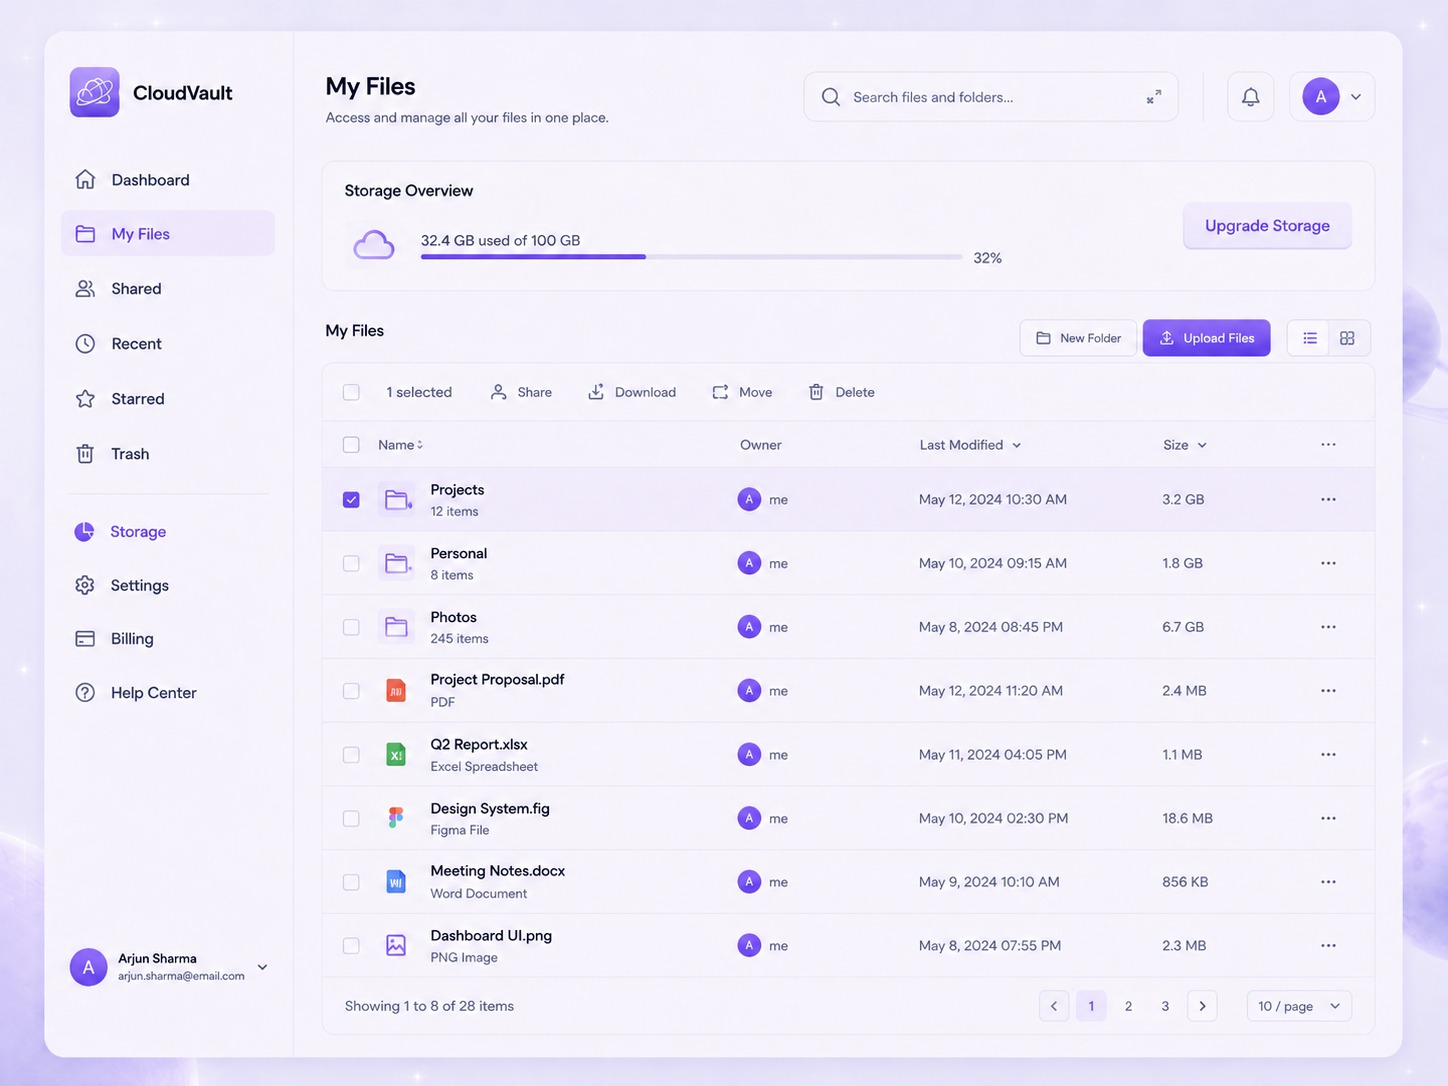 CloudVault
Dashboard
My Files
Shared
Recent
Starred
Trash
Storage
Settings
Billing
Help Center
A
Arjun Sharma
arjun.sharma@email.com
My Files
Access and manage all your files in one place.
Search files and folders...
A
Storage Overview
32.4 GB used of 100 GB
32%
Upgrade Storage
My Files
New Folder
Upload Files
1 selected
Share
Download
Move
Delete
Name
Owner
Last Modified
Size
Projects
12 items
A me
May 12, 2024 10:30 AM
3.2 GB
Personal
8 items
A me
May 10, 2024 09:15 AM
1.8 GB
Photos
245 items
A me
May 8, 2024 08:45 PM
6.7 GB
Project Proposal.pdf
PDF
A me
May 12, 2024 11:20 AM
2.4 MB
Q2 Report.xlsx
Excel Spreadsheet
A me
May 11, 2024 04:05 PM
1.1 MB
Design System.fig
Figma File
A me
May 10, 2024 02:30 PM
18.6 MB
Meeting Notes.docx
Word Document
A me
May 9, 2024 10:10 AM
856 KB
Dashboard UI.png
PNG Image
A me
May 8, 2024 07:55 PM
2.3 MB
Showing 1 to 8 of 28 items
1 2 3
10 / page